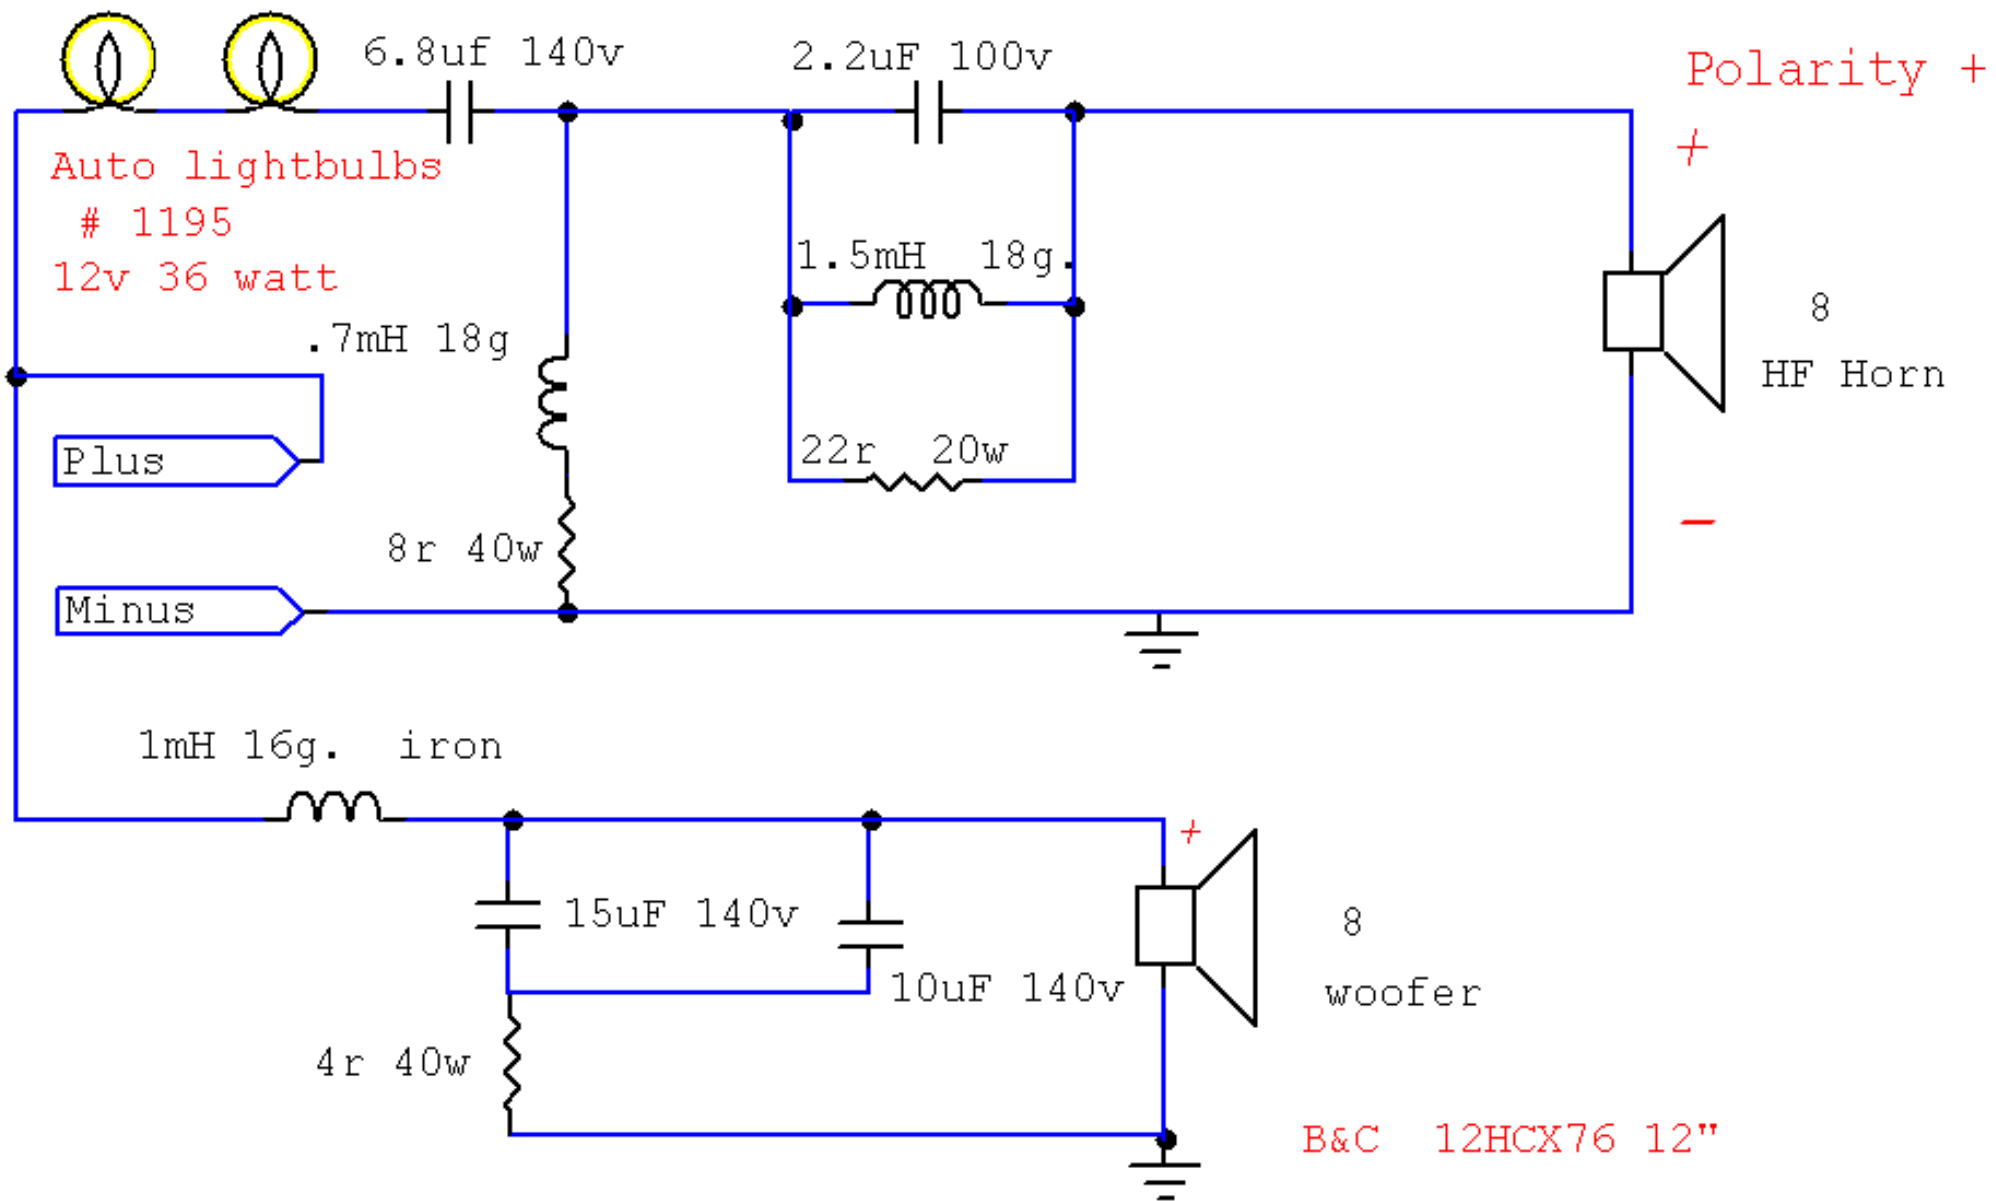 6.8uf 140v
2.2uF 100v
Polarity +
+
Auto lightbulbs
# 1195
12v 36 watt
1.5mH 18g.
8
HF Horn
.7mH 18g
Plus
22r 20w
8r 40w
−
Minus
1mH 16g. iron
+
15uF 140v
8
10uF 140v
woofer
4r 40w
B&C 12HCX76 12"